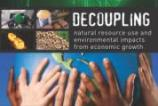 DECOUPLING
natural resource use and
environmental impacts
from economic growth